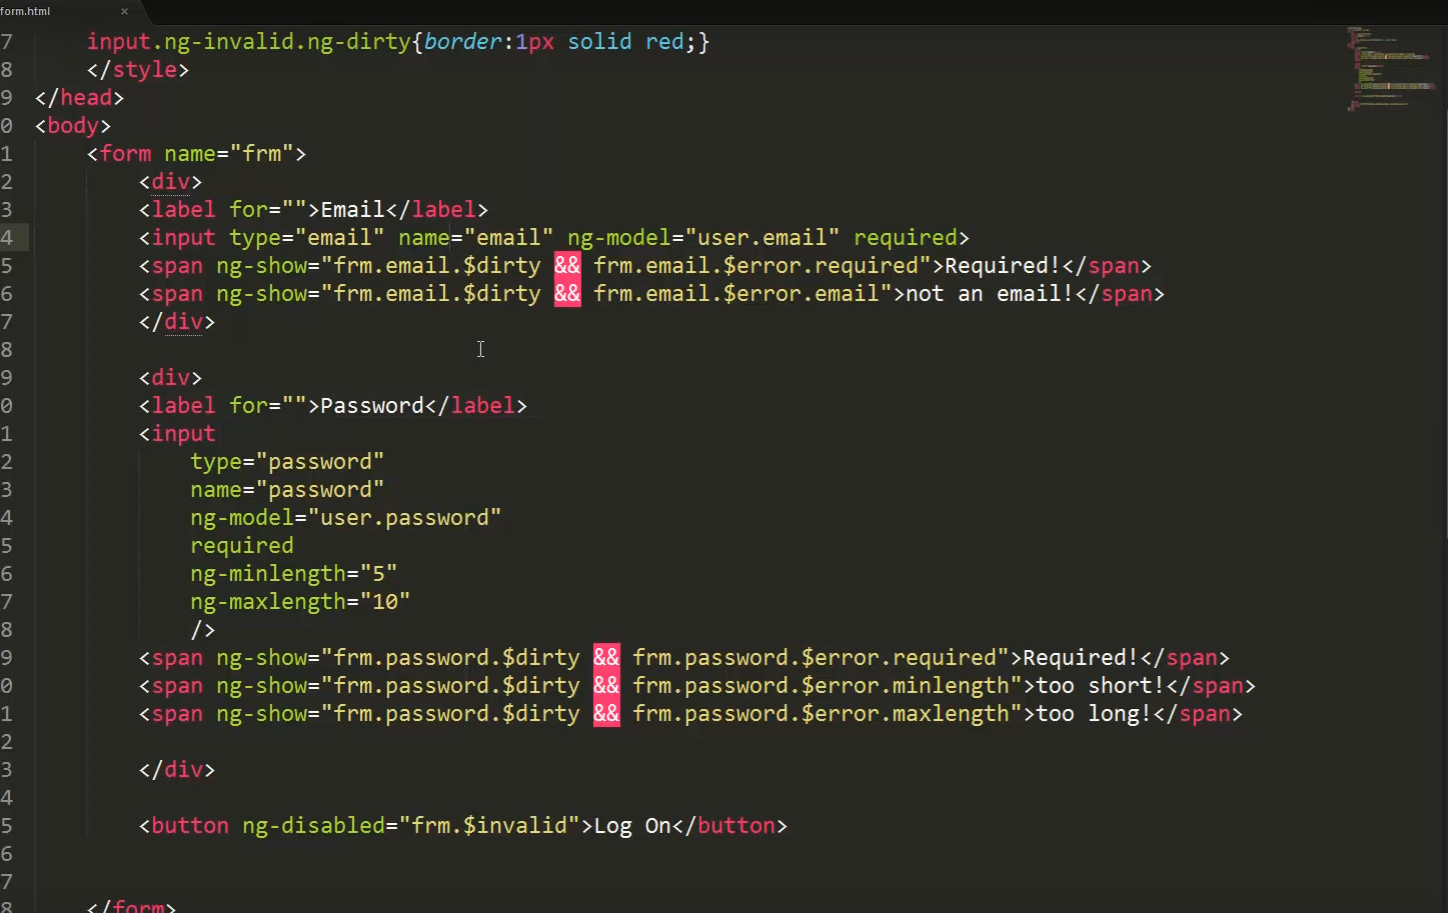 form.html ×
7 input.ng-invalid.ng-dirty{border:1px solid red;}
8 </style>
9 </head>
0 <body>
1 <form name="frm">
2 <div>
3 <label for="">Email</label>
4 <input type="email" name="email" ng-model="user.email" required>
5 <span ng-show="frm.email.$dirty && frm.email.$error.required">Required!</span>
6 <span ng-show="frm.email.$dirty && frm.email.$error.email">not an email!</span>
7 </div>
8
9 <div>
0 <label for="">Password</label>
1 <input
2 type="password"
3 name="password"
4 ng-model="user.password"
5 required
6 ng-minlength="5"
7 ng-maxlength="10"
8 />
9 <span ng-show="frm.password.$dirty && frm.password.$error.required">Required!</span>
0 <span ng-show="frm.password.$dirty && frm.password.$error.minlength">too short!</span>
1 <span ng-show="frm.password.$dirty && frm.password.$error.maxlength">too long!</span>
2
3 </div>
4
5 <button ng-disabled="frm.$invalid">Log On</button>
6
7
8 </form>